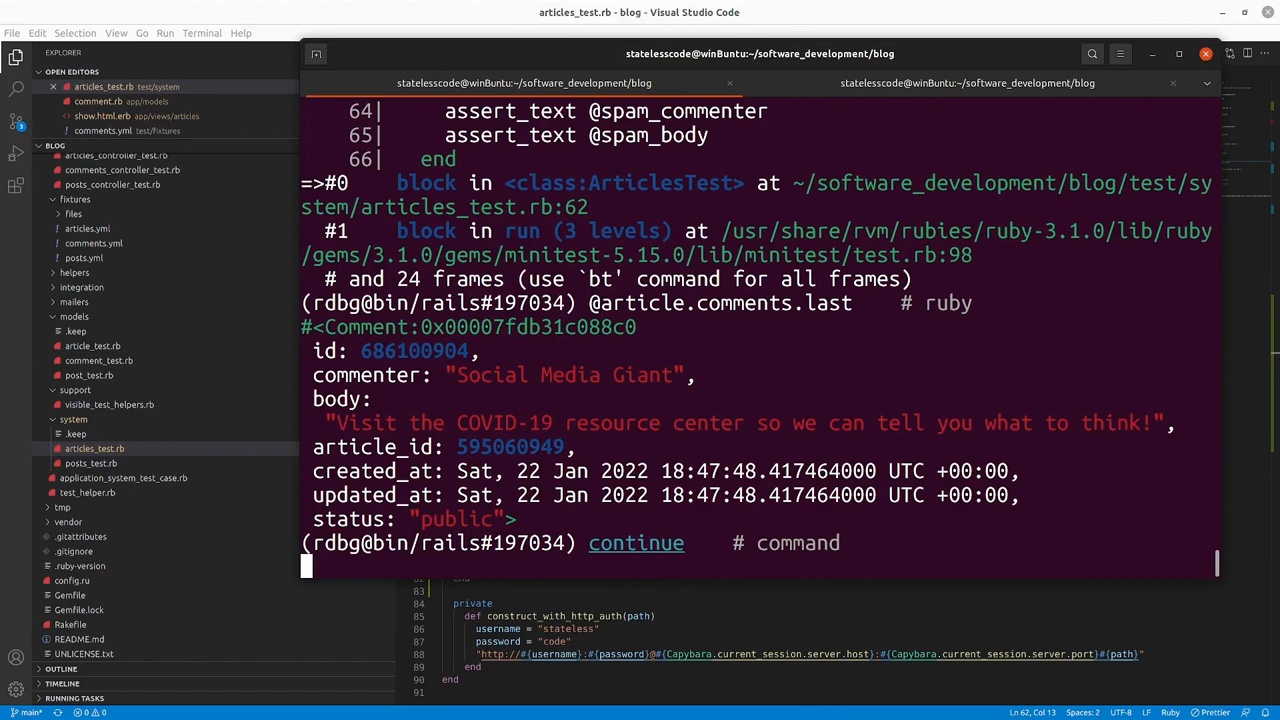 articles_test.rb - blog - Visual Studio Code
File Edit Selection View Go Run Terminal Help
EXPLORER
OPEN EDITORS
articles_test.rb test/system
comment.rb app/models
show.html.erb app/views/articles
comments.yml test/fixtures
BLOG
articles_controller_test.rb
comments_controller_test.rb
posts_controller_test.rb
fixtures
files
articles.yml
comments.yml
posts.yml
helpers
integration
mailers
models
.keep
article_test.rb
comment_test.rb
post_test.rb
support
visible_test_helpers.rb
system
.keep
articles_test.rb
posts_test.rb
application_system_test_case.rb
test_helper.rb
tmp
vendor
.gitattributes
.gitignore
.ruby-version
config.ru
Gemfile
Gemfile.lock
Rakefile
README.md
UNLICENSE.txt
OUTLINE
TIMELINE
RUNNING TASKS
3
statelesscode@winBuntu:~/software_development/blog
statelesscode@winBuntu:~/software_development/blog
statelesscode@winBuntu:~/software_development/blog
64| assert_text @spam_commenter
65| assert_text @spam_body
66| end
=>#0 block in <class:ArticlesTest> at ~/software_development/blog/test/sy
stem/articles_test.rb:62
#1 block in run (3 levels) at /usr/share/rvm/rubies/ruby-3.1.0/lib/ruby
/gems/3.1.0/gems/minitest-5.15.0/lib/minitest/test.rb:98
# and 24 frames (use `bt' command for all frames)
(rdbg@bin/rails#197034) @article.comments.last # ruby
#<Comment:0x00007fdb31c088c0
id: 686100904,
commenter: "Social Media Giant",
body:
"Visit the COVID-19 resource center so we can tell you what to think!",
article_id: 595060949,
created_at: Sat, 22 Jan 2022 18:47:48.417464000 UTC +00:00,
updated_at: Sat, 22 Jan 2022 18:47:48.417464000 UTC +00:00,
status: "public">
(rdbg@bin/rails#197034) continue # command
82 end
83
84 private
85 def construct_with_http_auth(path)
86 username = "stateless"
87 password = "code"
88 "http://#{username}:#{password}@#{Capybara.current_session.server.host}:#{Capybara.current_session.server.port}#{path}"
89 end
90 end
91
main* 0 0 Ln 62, Col 13 Spaces: 2 UTF-8 LF Ruby Prettier